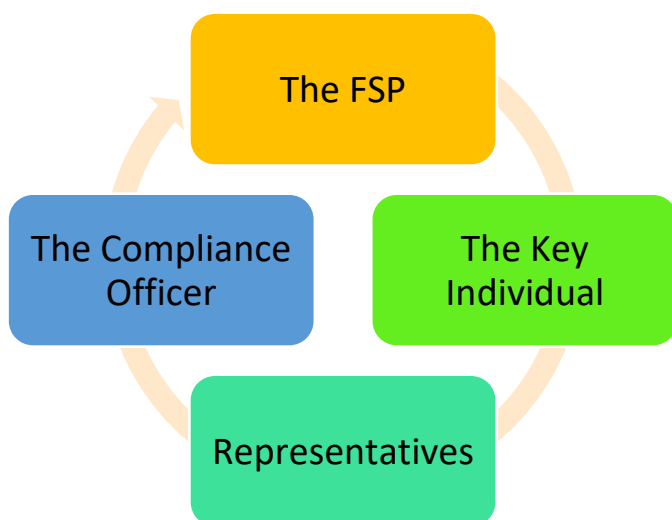 The FSP
The Key
Individual
Representatives
The Compliance
Officer